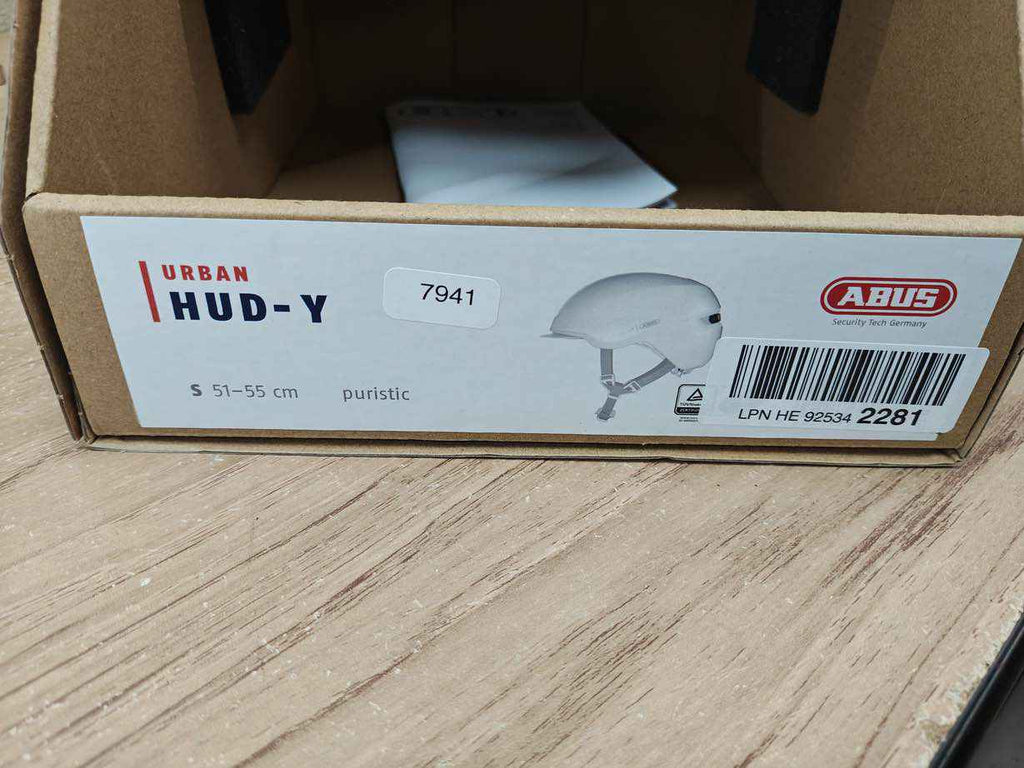 URBAN
HUD-Y
7941
S 51–55 cm
puristic
ABUS
Security Tech Germany
LPN HE 92534 2281